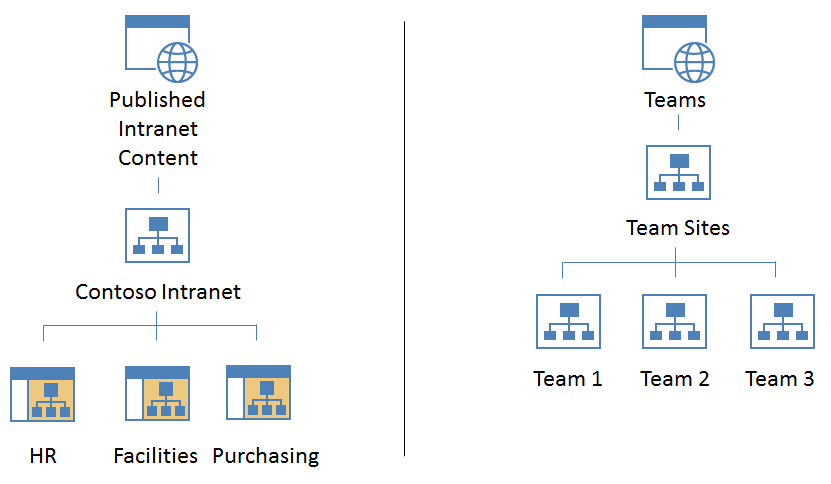 Published
Intranet
Content
Contoso Intranet
HR
Facilities
Purchasing
Teams
Team Sites
Team 1
Team 2
Team 3